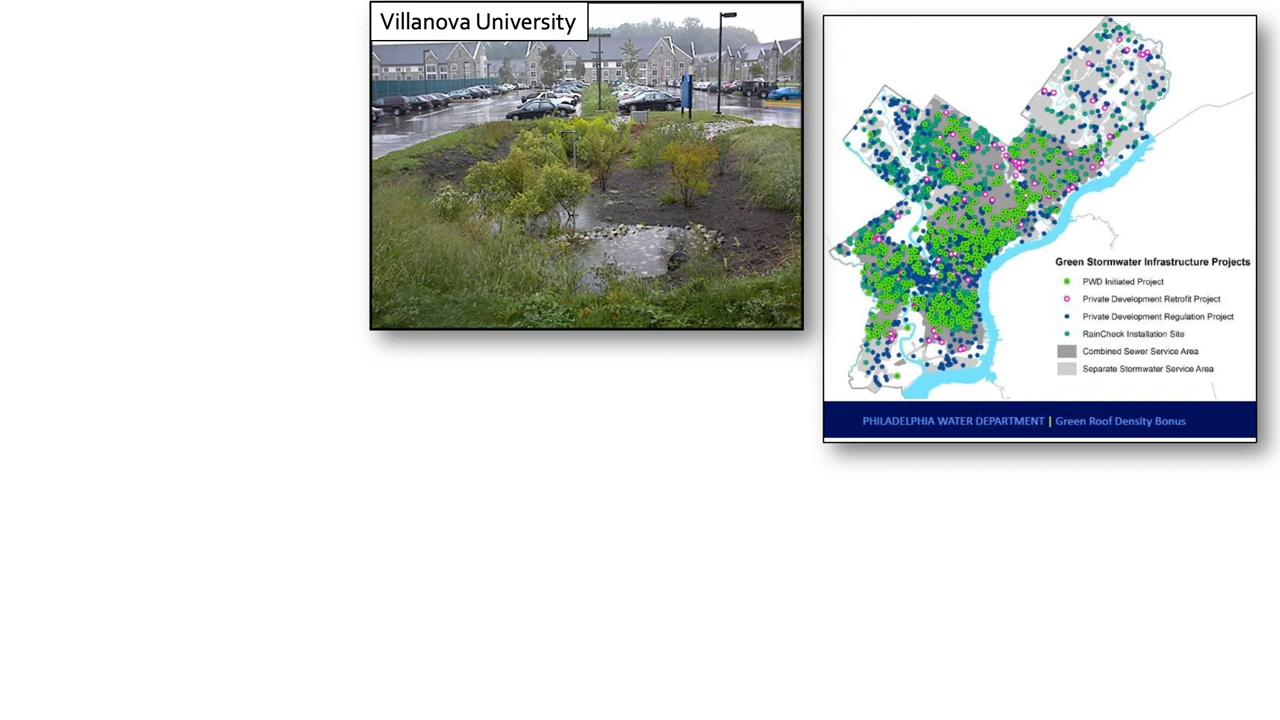 Villanova University
Green Stormwater Infrastructure Projects
PWD Initiated Project
Private Development Retrofit Project
Private Development Regulation Project
RainCheck Installation Site
Combined Sewer Service Area
Separate Stormwater Service Area
PHILADELPHIA WATER DEPARTMENT | Green Roof Density Bonus